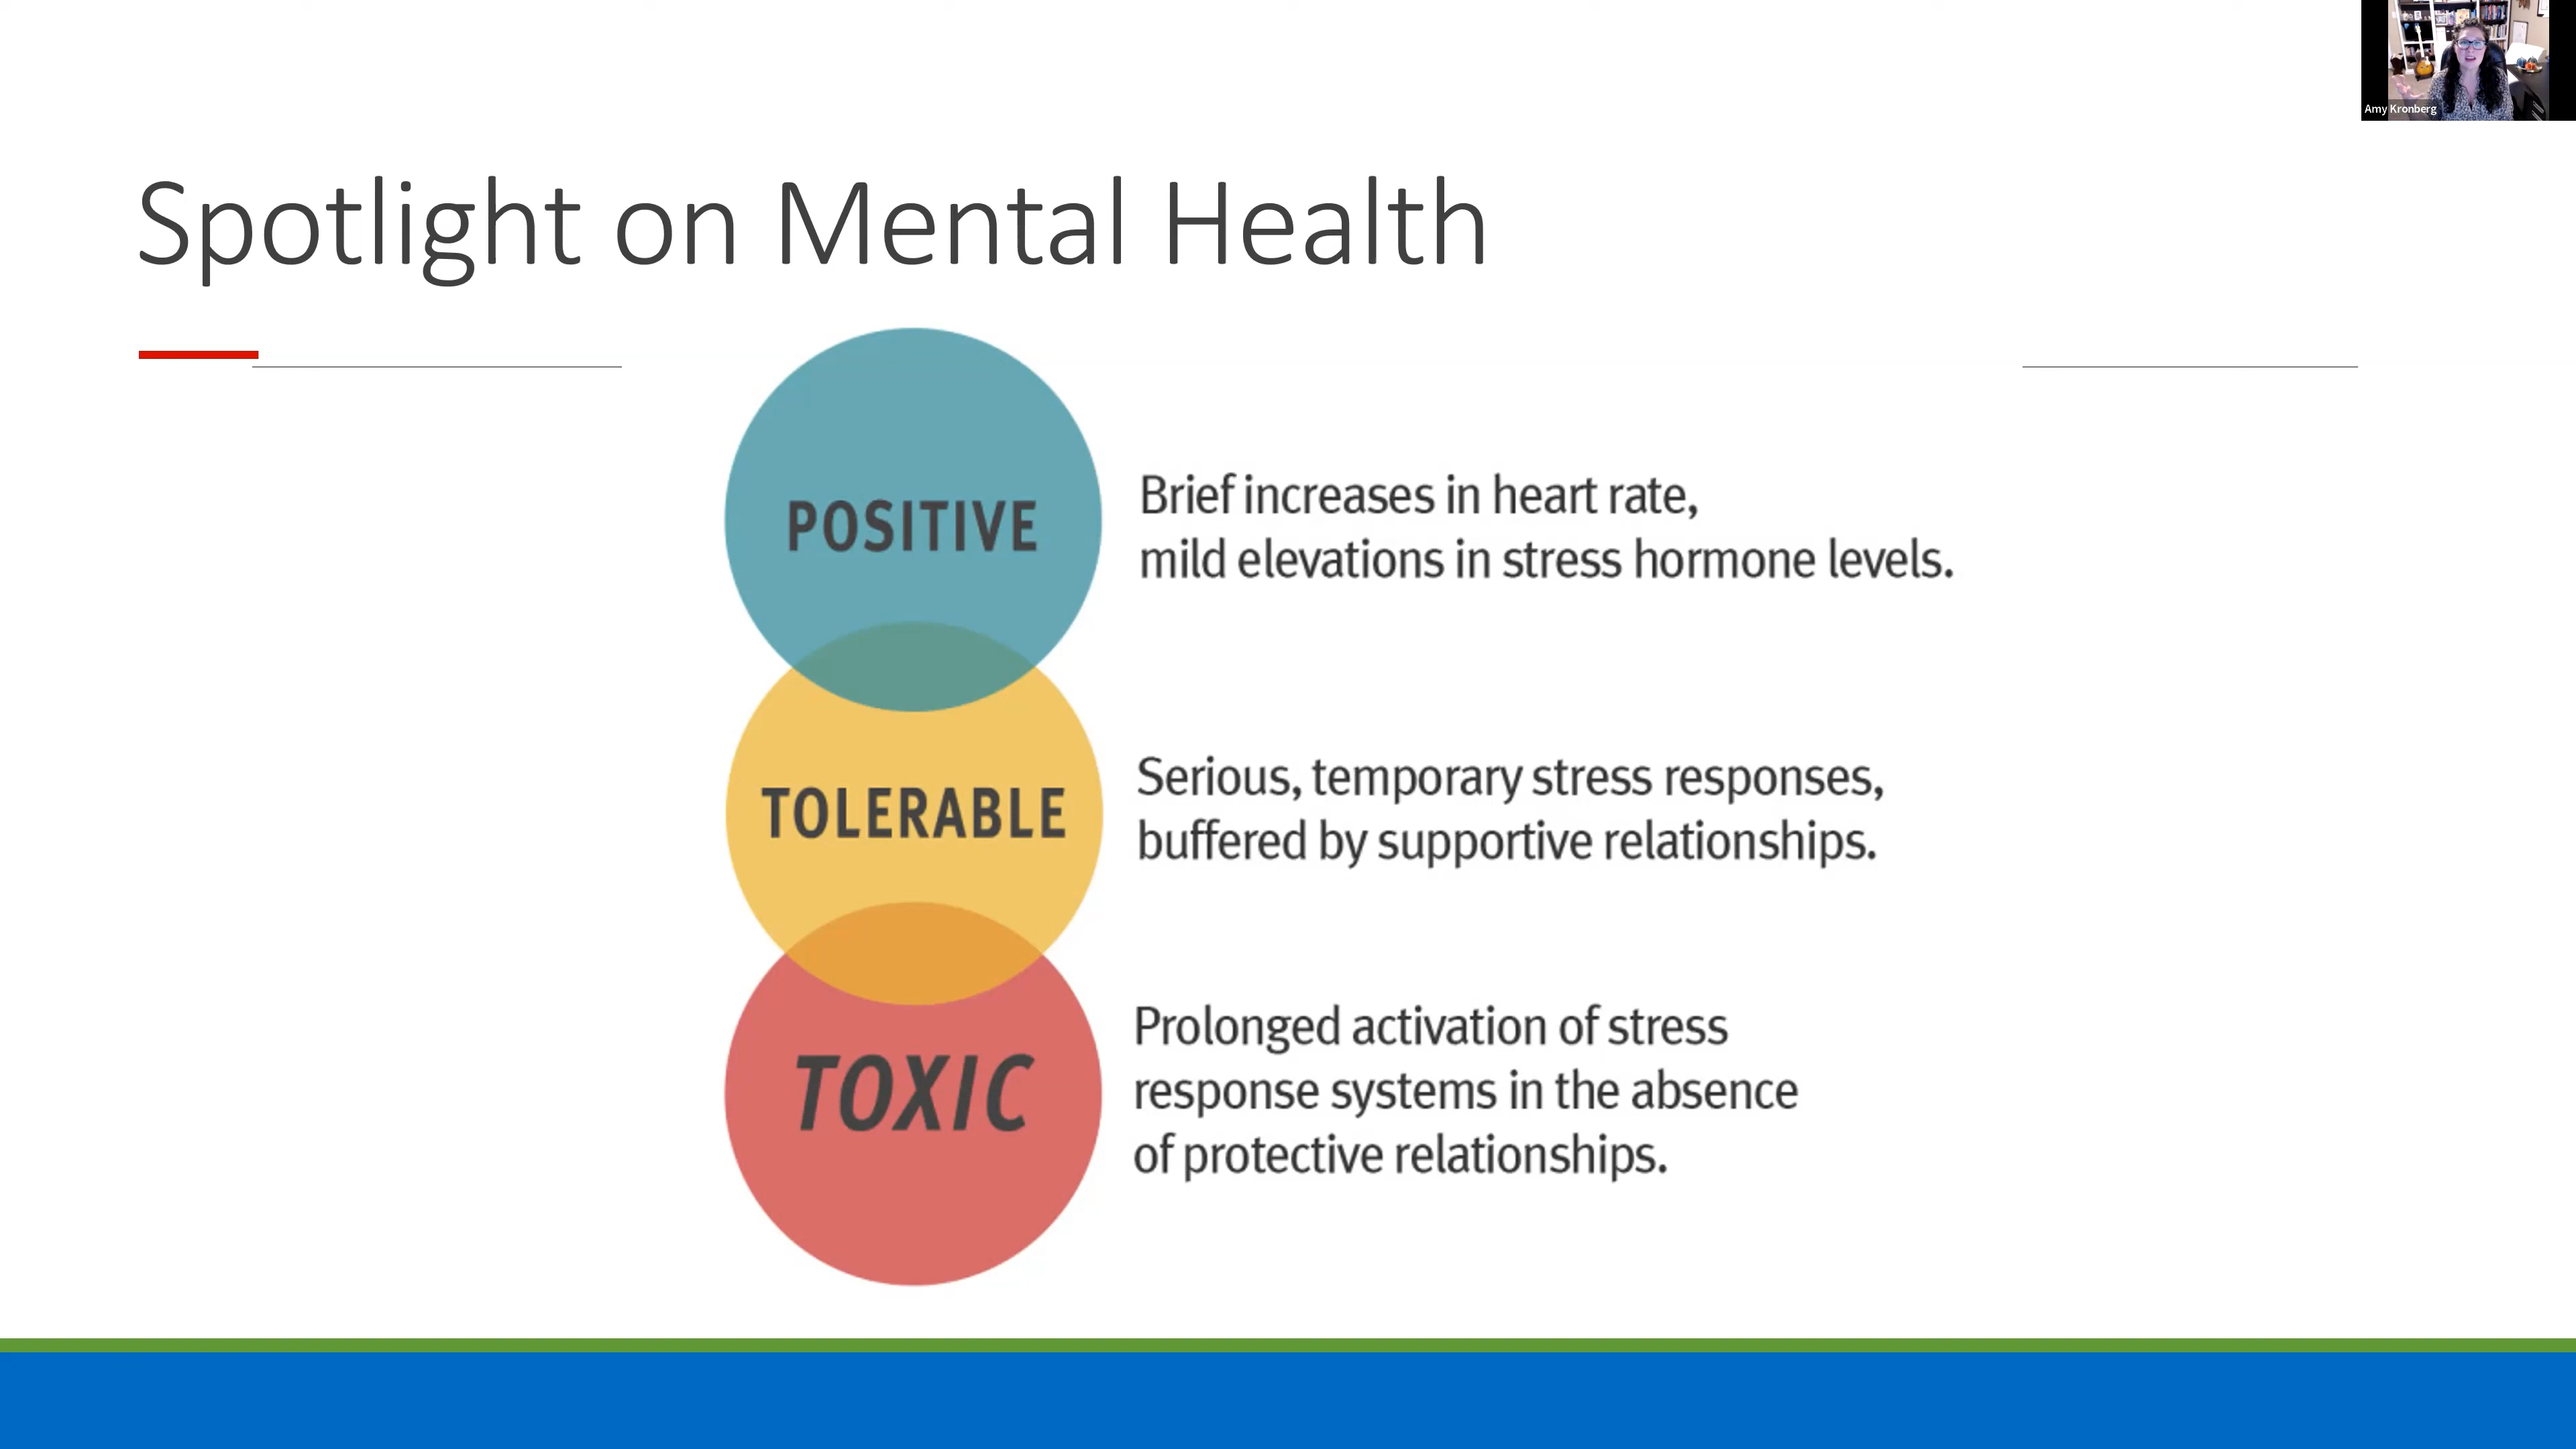 Amy Kronberg
Spotlight on Mental Health
POSITIVE
Brief increases in heart rate,
mild elevations in stress hormone levels.
TOLERABLE
Serious, temporary stress responses,
buffered by supportive relationships.
TOXIC
Prolonged activation of stress
response systems in the absence
of protective relationships.